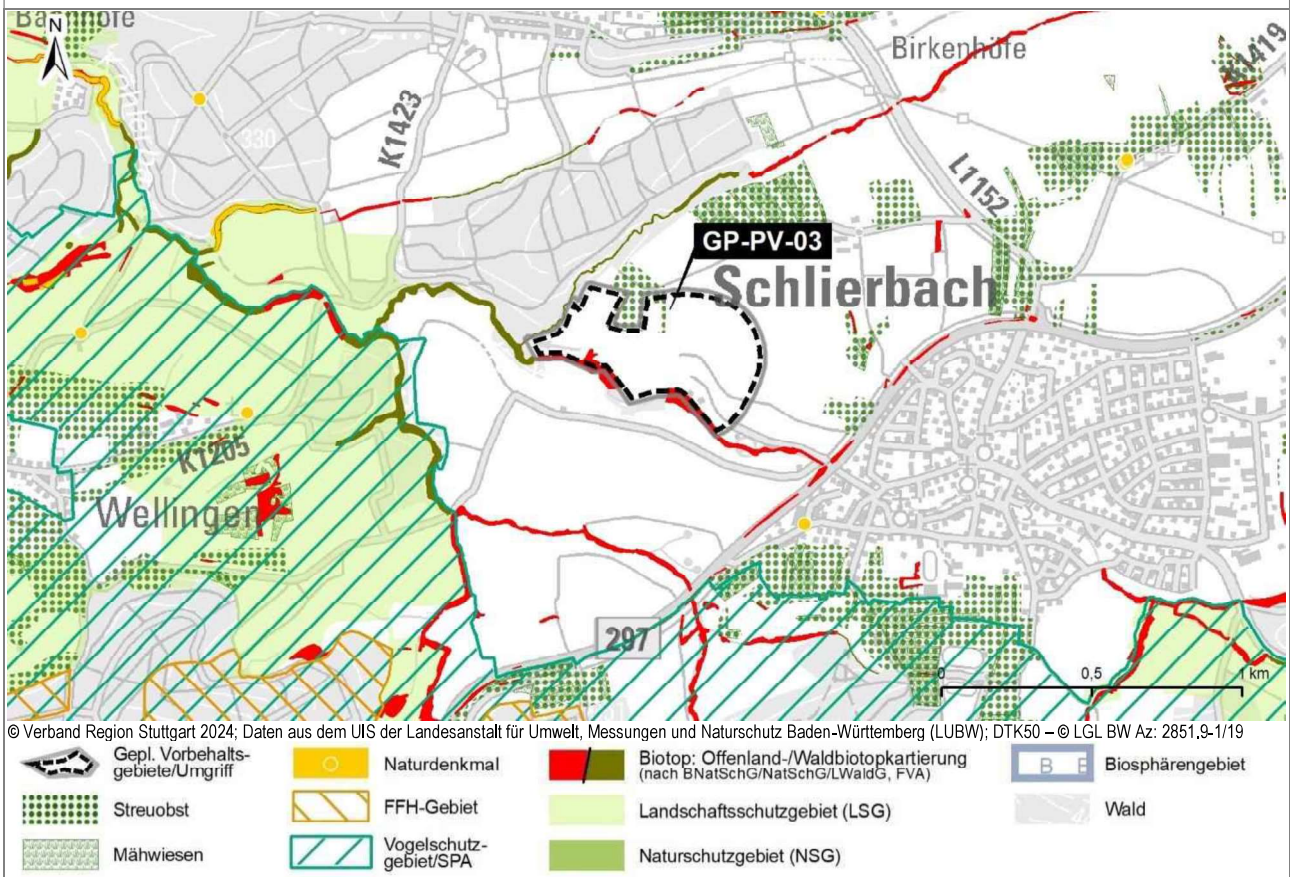 Birkenhöfe
N
K1423
330
L1152
GP-PV-03
Schlierbach
K1205
Wellingen
297
0 0,5 1 km
© Verband Region Stuttgart 2024; Daten aus dem UIS der Landesanstalt für Umwelt, Messungen und Naturschutz Baden-Württemberg (LUBW); DTK50 – © LGL BW Az: 2851.9-1/19
Gepl. Vorbehalts-
gebiete/Umgriff
Naturdenkmal
Biotop: Offenland-/Waldbiotopkartierung
(nach BNatSchG/NatSchG/LWaldG, FVA)
B B
Biosphärengebiet
Streuobst
FFH-Gebiet
Landschaftsschutzgebiet (LSG)
Wald
Mähwiesen
Vogelschutz-
gebiet/SPA
Naturschutzgebiet (NSG)